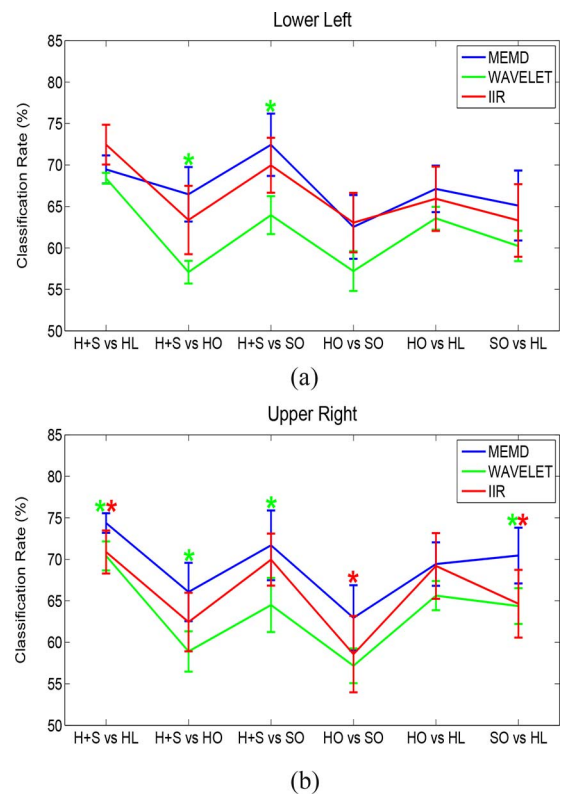 Lower Left
85
80
75
70
65
60
55
50
Classification Rate (%)
MEMD
WAVELET
IIR
* *
H+S vs HL H+S vs HO H+S vs SO HO vs SO HO vs HL SO vs HL
(a)
Upper Right
85
80
75
70
65
60
55
50
Classification Rate (%)
MEMD
WAVELET
IIR
** * * * **
H+S vs HL H+S vs HO H+S vs SO HO vs SO HO vs HL SO vs HL
(b)